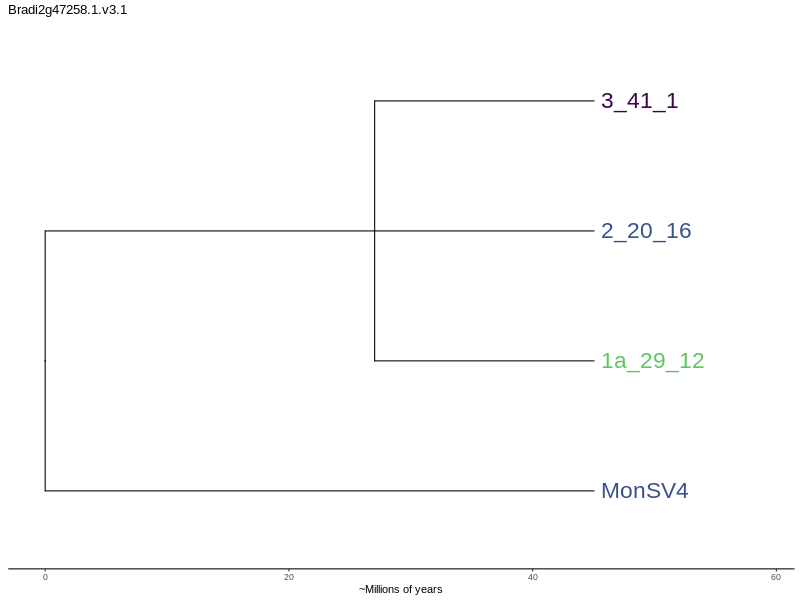 Bradi2g47258.1.v3.1
3_41_1
2_20_16
1a_29_12
MonSV4
0 20 40 60
~Millions of years